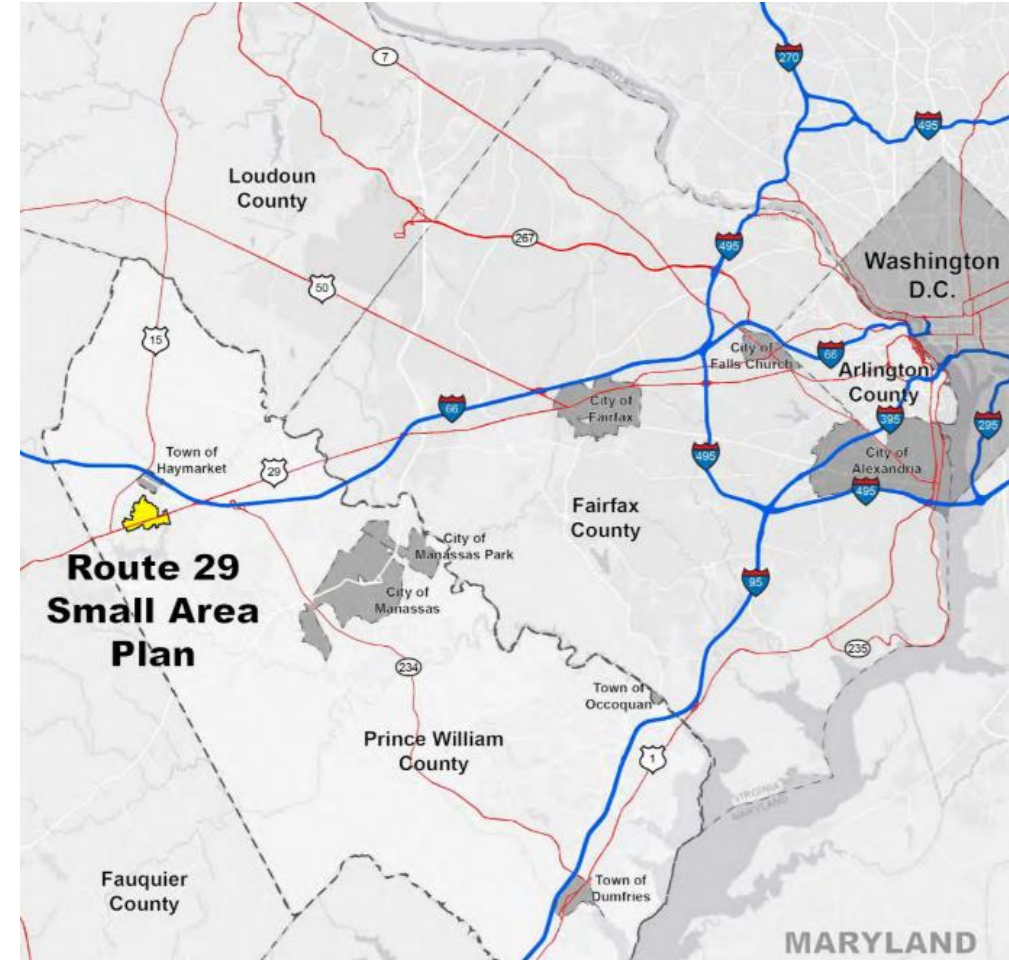 270
7
495
Loudoun
County
495
267
Washington
D.C.
50
15
City of
Falls Church
66
Arlington
County
66
City of
Fairfax
395
295
Town of
Haymarket
29
495
City of
Alexandria
495
Fairfax
County
Route 29
Small Area
Plan
City of
Manassas Park
City of
Manassas
95
234
235
Town of
Occoquan
Prince William
County
1
VIRGINIA
MARYLAND
Fauquier
County
Town of
Dumfries
MARYLAND